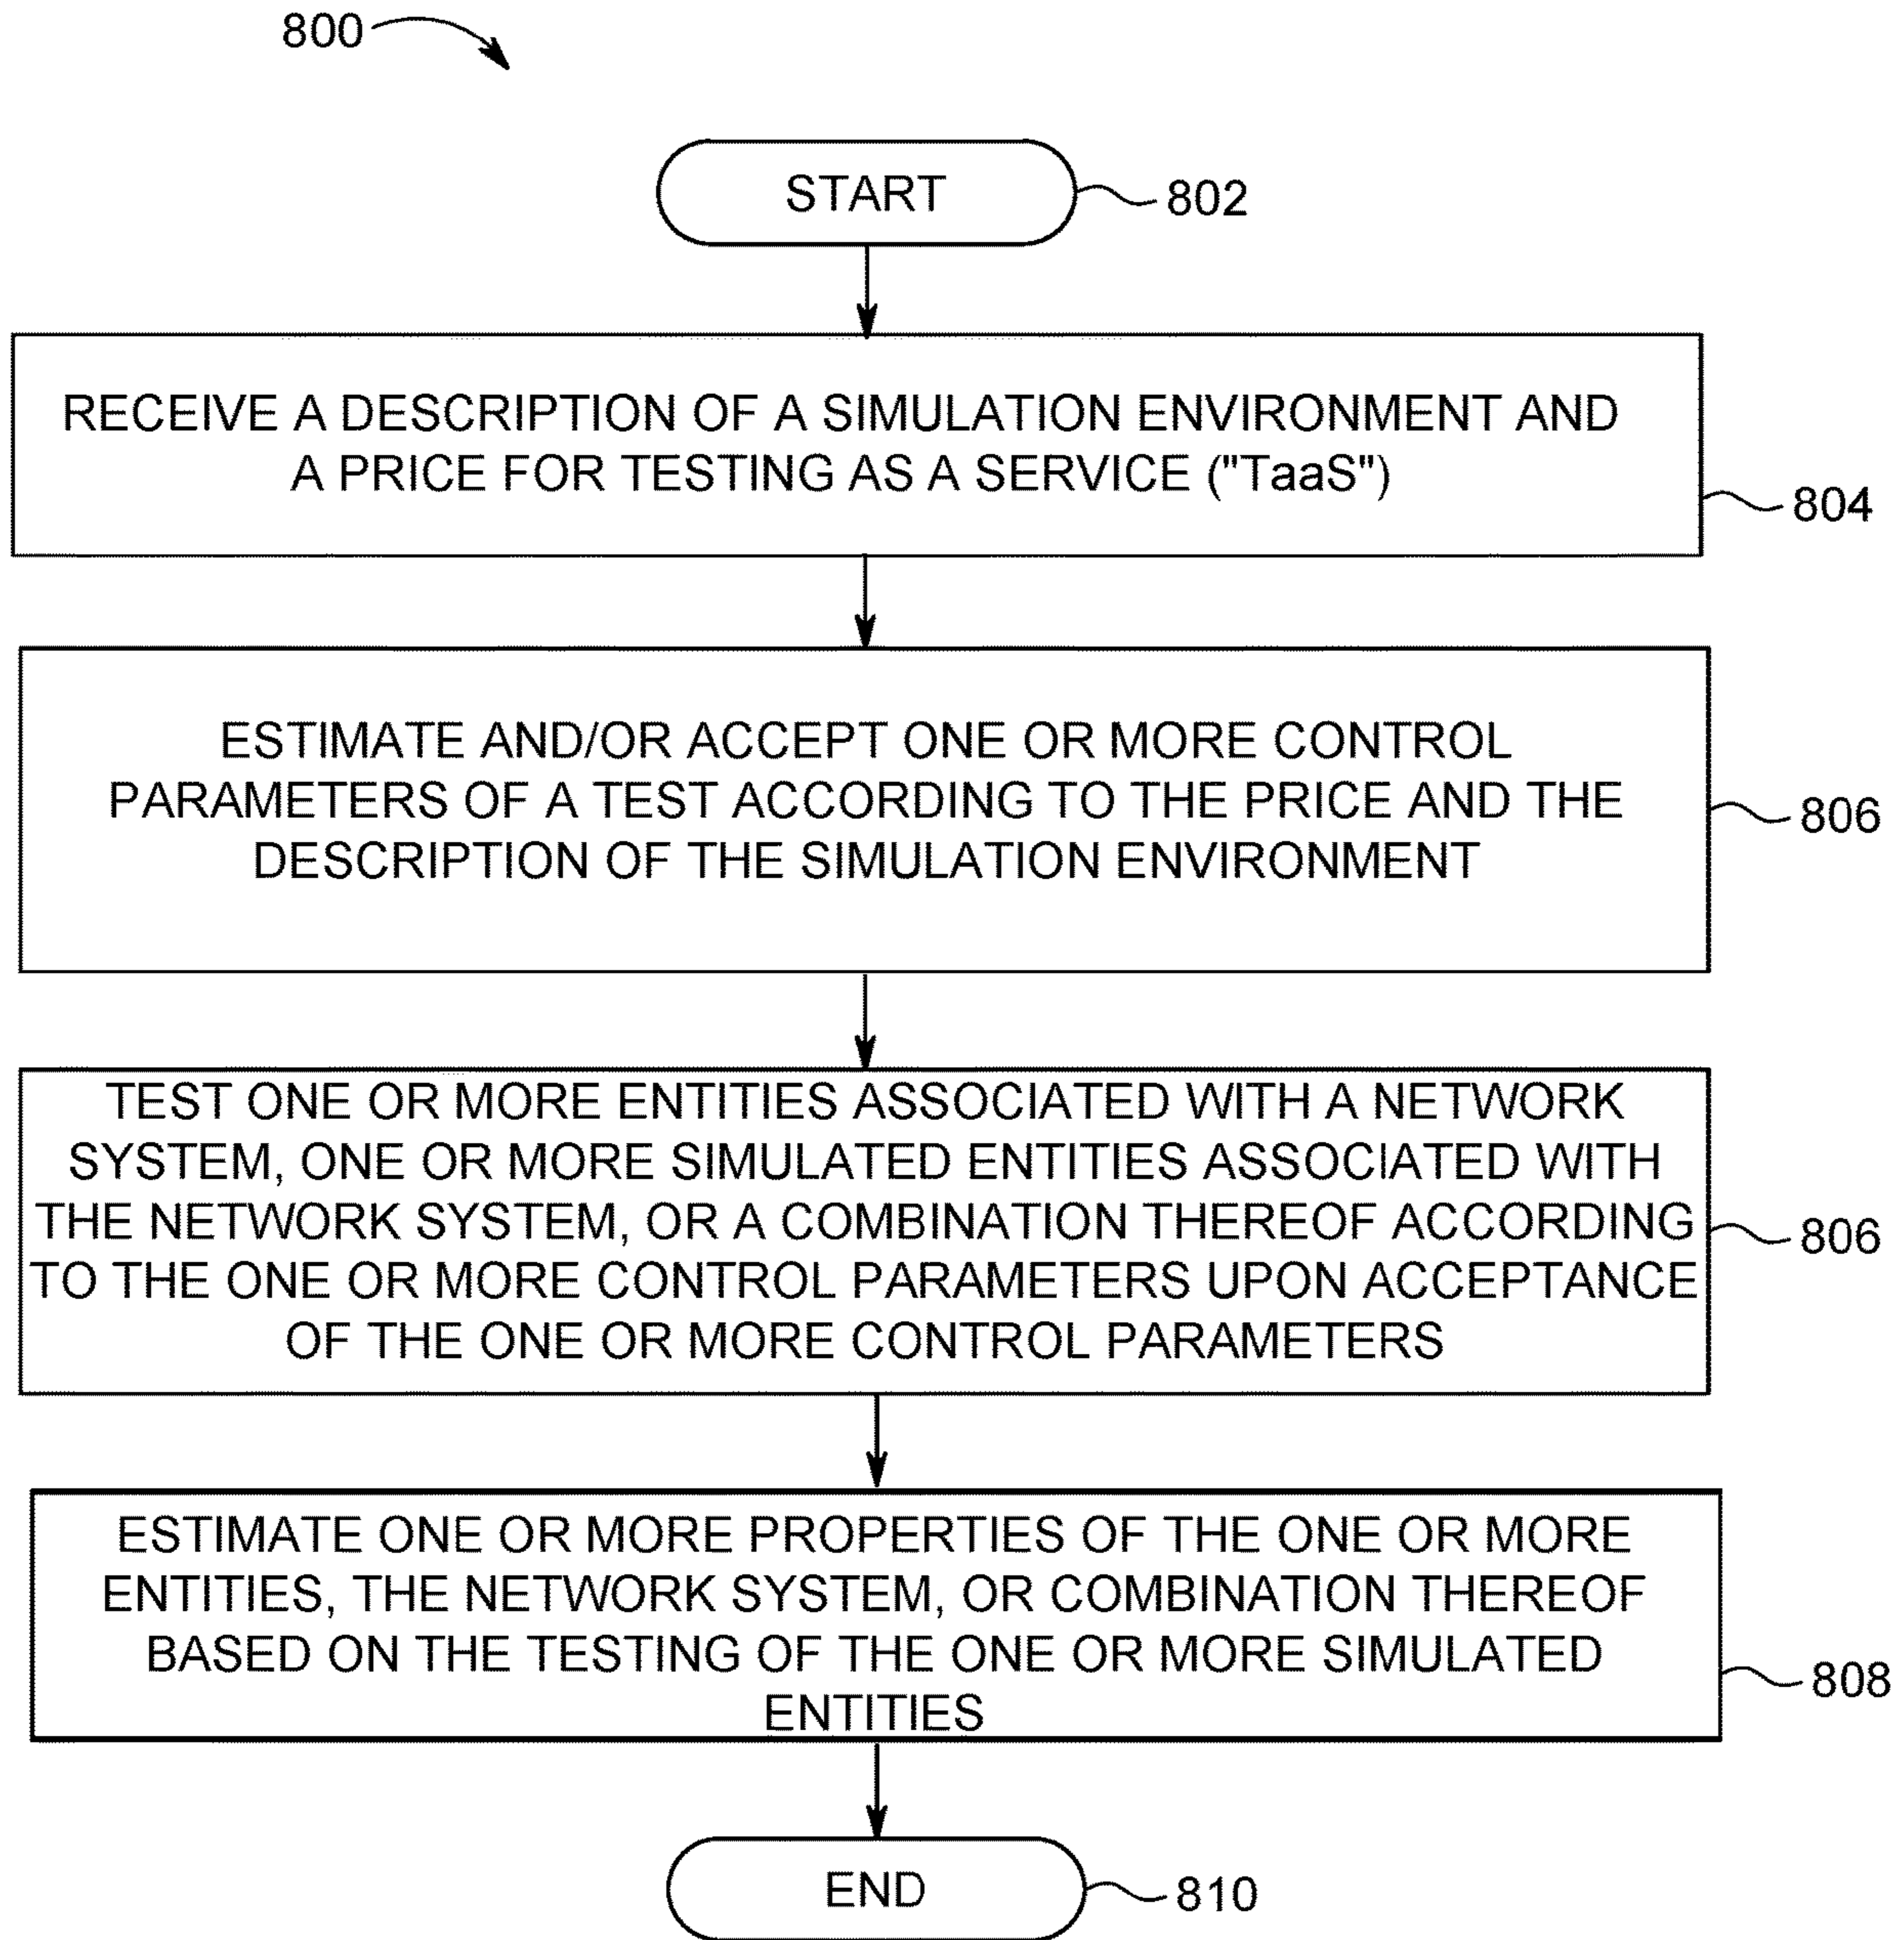 800
START
802
RECEIVE A DESCRIPTION OF A SIMULATION ENVIRONMENT AND
A PRICE FOR TESTING AS A SERVICE ("TaaS")
804
ESTIMATE AND/OR ACCEPT ONE OR MORE CONTROL
PARAMETERS OF A TEST ACCORDING TO THE PRICE AND THE
DESCRIPTION OF THE SIMULATION ENVIRONMENT
806
TEST ONE OR MORE ENTITIES ASSOCIATED WITH A NETWORK
SYSTEM, ONE OR MORE SIMULATED ENTITIES ASSOCIATED WITH
THE NETWORK SYSTEM, OR A COMBINATION THEREOF ACCORDING
TO THE ONE OR MORE CONTROL PARAMETERS UPON ACCEPTANCE
OF THE ONE OR MORE CONTROL PARAMETERS
806
ESTIMATE ONE OR MORE PROPERTIES OF THE ONE OR MORE
ENTITIES, THE NETWORK SYSTEM, OR COMBINATION THEREOF
BASED ON THE TESTING OF THE ONE OR MORE SIMULATED
ENTITIES
808
END
810